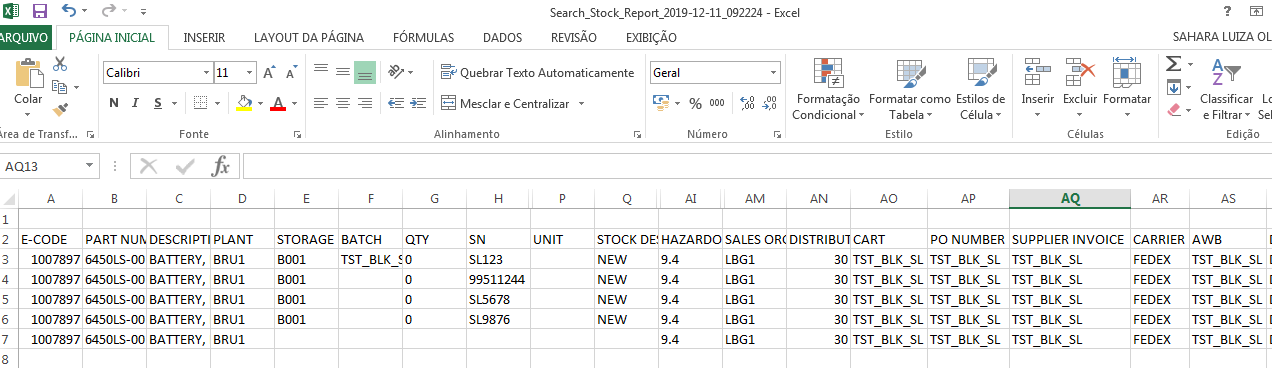 Search_Stock_Report_2019-12-11_092224 - Excel
?
ARQUIVO PÁGINA INICIAL INSERIR LAYOUT DA PÁGINA FÓRMULAS DADOS REVISÃO EXIBIÇÃO SAHARA LUIZA OL
Calibri 11 A A Quebrar Texto Automaticamente Geral
Colar N I S A Mesclar e Centralizar % 000 Formatação Condicional Formatar como Tabela Estilos de Célula Inserir Excluir Formatar Classificar e Filtrar Lo Sel
Área de Transf... Fonte Alinhamento Número Estilo Células Edição
AQ13 fx
A B C D E F G H P Q AI AM AN AO AP AQ AR AS
1
2 E-CODE PART NUM DESCRIPTI PLANT STORAGE BATCH QTY SN UNIT STOCK DES HAZARDO SALES ORG DISTRIBUT CART PO NUMBER SUPPLIER INVOICE CARRIER AWB
3 1007897 6450LS-00 BATTERY, BRU1 B001 TST_BLK_S 0 SL123 NEW 9.4 LBG1 30 TST_BLK_SL TST_BLK_SL TST_BLK_SL FEDEX TST_BLK_SL
4 1007897 6450LS-00 BATTERY, BRU1 B001 0 99511244 NEW 9.4 LBG1 30 TST_BLK_SL TST_BLK_SL TST_BLK_SL FEDEX TST_BLK_SL
5 1007897 6450LS-00 BATTERY, BRU1 B001 0 SL5678 NEW 9.4 LBG1 30 TST_BLK_SL TST_BLK_SL TST_BLK_SL FEDEX TST_BLK_SL
6 1007897 6450LS-00 BATTERY, BRU1 B001 0 SL9876 NEW 9.4 LBG1 30 TST_BLK_SL TST_BLK_SL TST_BLK_SL FEDEX TST_BLK_SL
7 1007897 6450LS-00 BATTERY, BRU1 9.4 LBG1 30 TST_BLK_SL TST_BLK_SL TST_BLK_SL FEDEX TST_BLK_SL
8